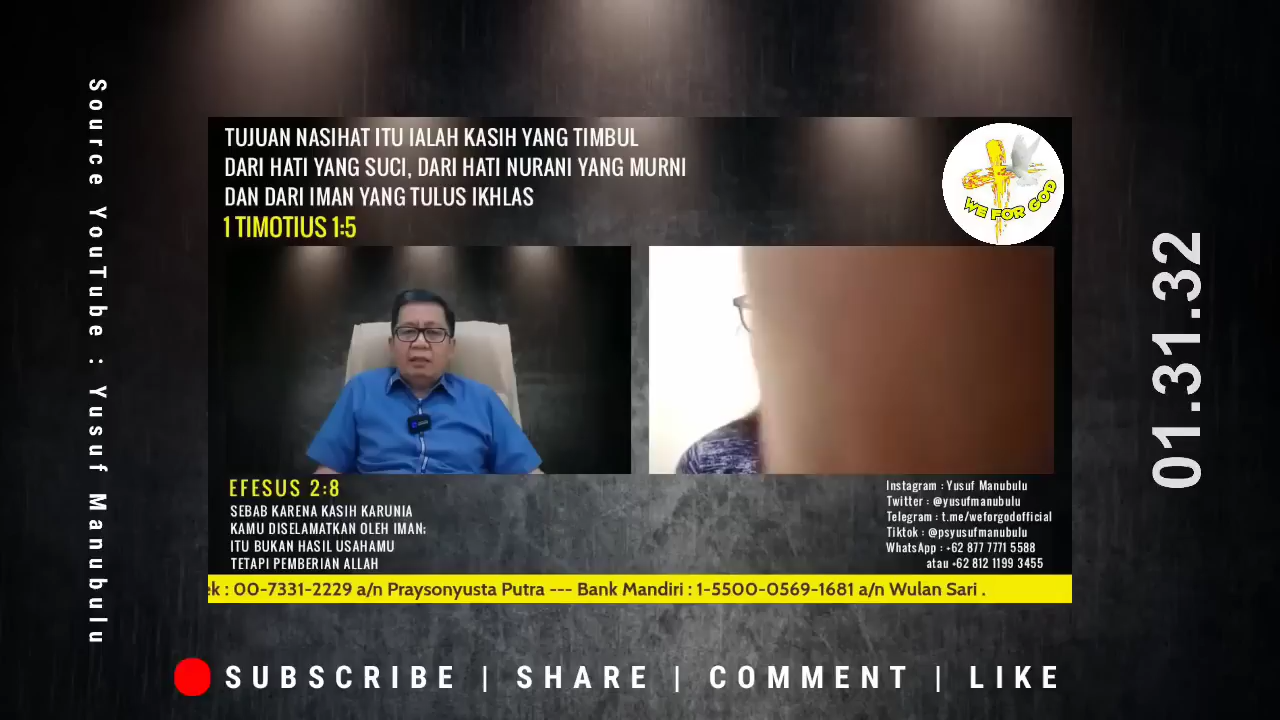 Source YouTube : Yusuf Manubulu
TUJUAN NASIHAT ITU IALAH KASIH YANG TIMBUL
DARI HATI YANG SUCI, DARI HATI NURANI YANG MURNI
DAN DARI IMAN YANG TULUS IKHLAS
1 TIMOTIUS 1:5
WE FOR GOD
01.31.32
EFESUS 2:8
SEBAB KARENA KASIH KARUNIA
KAMU DISELAMATKAN OLEH IMAN;
ITU BUKAN HASIL USAHAMU
TETAPI PEMBERIAN ALLAH
Instagram : Yusuf Manubulu
Twitter : @yusufmanubulu
Telegram : t.me/weforgodofficial
Tiktok : @psyusufmanubulu
WhatsApp : +62 877 7771 5588
atau +62 812 1199 3455
k : 00-7331-2229 a/n Praysonyusta Putra --- Bank Mandiri : 1-5500-0569-1681 a/n Wulan Sari .
SUBSCRIBE | SHARE | COMMENT | LIKE